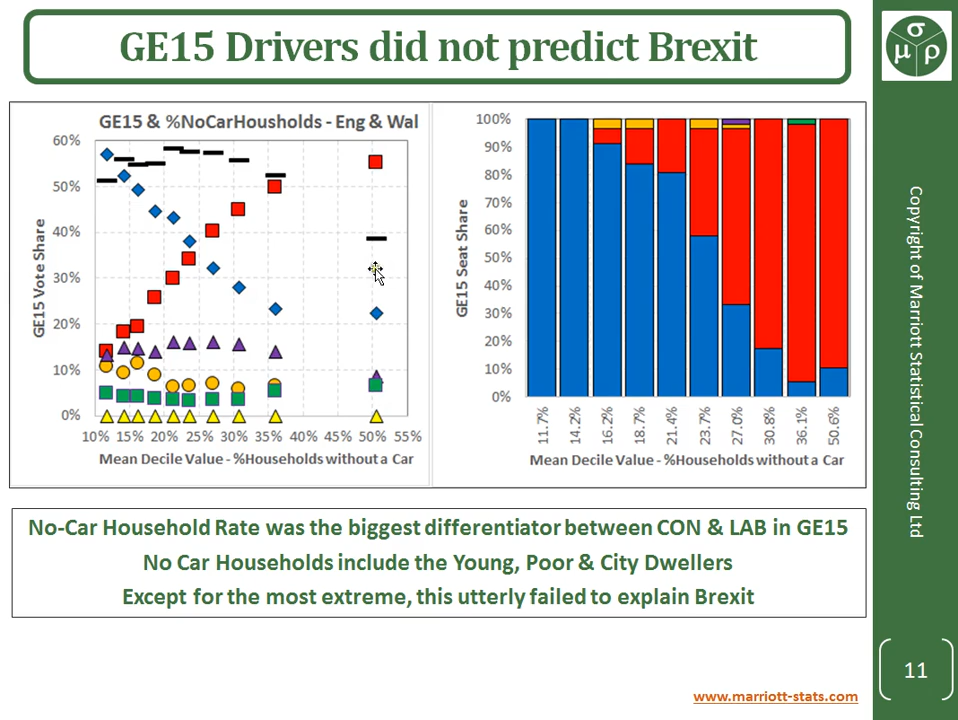 GE15 Drivers did not predict Brexit
σ
μ ρ
GE15 & %NoCarHousholds - Eng & Wal
GE15 Vote Share
60%
50%
40%
30%
20%
10%
0%
10% 15% 20% 25% 30% 35% 40% 45% 50% 55%
Mean Decile Value - %Households without a Car
GE15 Seat Share
100%
90%
80%
70%
60%
50%
40%
30%
20%
10%
0%
11.7% 14.2% 16.2% 18.7% 21.4% 23.7% 27.0% 30.8% 36.1% 50.6%
Mean Decile Value - %Households without a Car
No-Car Household Rate was the biggest differentiator between CON & LAB in GE15
No Car Households include the Young, Poor & City Dwellers
Except for the most extreme, this utterly failed to explain Brexit
Copyright of Marriott Statistical Consulting Ltd
11
www.marriott-stats.com